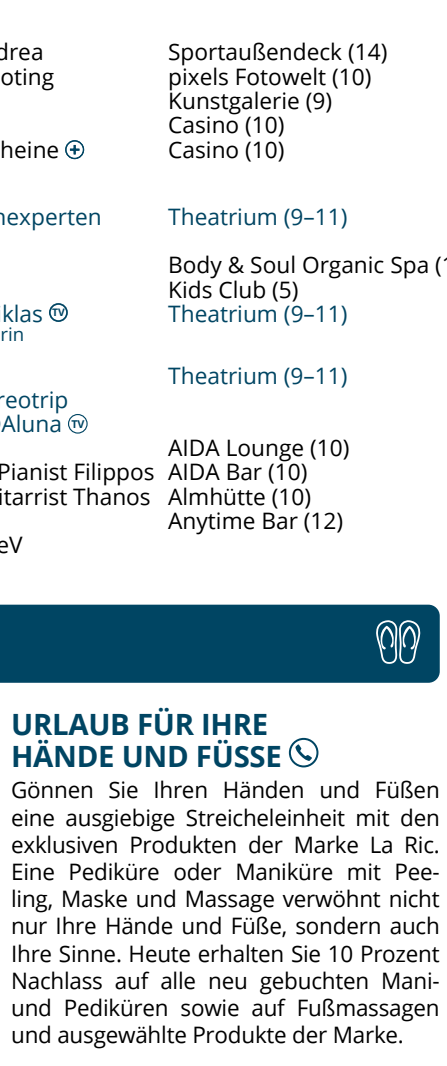 drea Sportaußendeck (14)
oting pixels Fotowelt (10)
Kunstgalerie (9)
Casino (10)
heine Casino (10)
nexperten Theatrium (9–11)
Body & Soul Organic Spa (1
Kids Club (5)
klas TV Theatrium (9–11)
rin
Theatrium (9–11)
reotrip
Aluna TV
AIDA Lounge (10)
Pianist Filippos AIDA Bar (10)
itarrist Thanos Almhütte (10)
Anytime Bar (12)
eV
URLAUB FÜR IHRE
HÄNDE UND FÜSSE
Gönnen Sie Ihren Händen und Füßen
eine ausgiebige Streicheleinheit mit den
exklusiven Produkten der Marke La Ric.
Eine Pediküre oder Maniküre mit Pee-
ling, Maske und Massage verwöhnt nicht
nur Ihre Hände und Füße, sondern auch
Ihre Sinne. Heute erhalten Sie 10 Prozent
Nachlass auf alle neu gebuchten Mani-
und Pediküren sowie auf Fußmassagen
und ausgewählte Produkte der Marke.